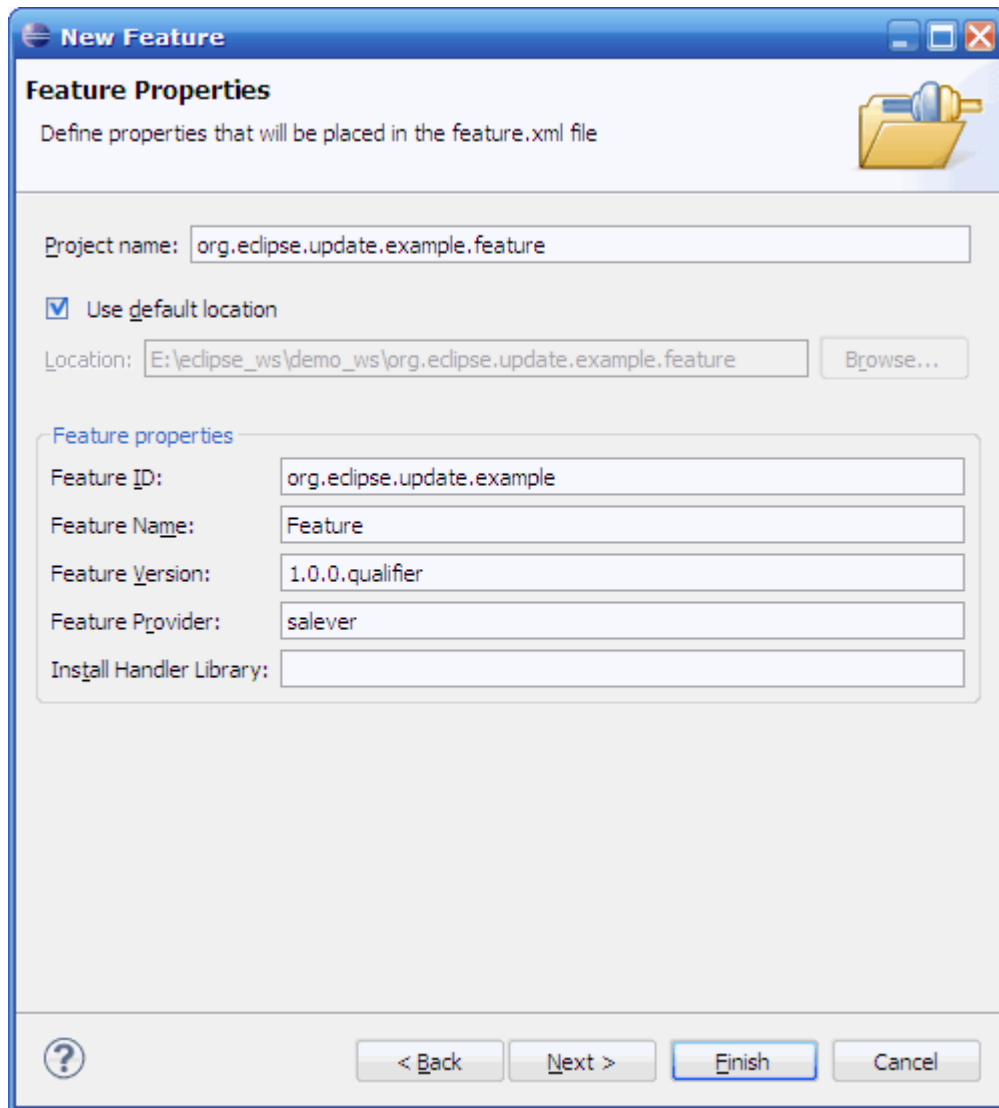 New Feature
Feature Properties
Define properties that will be placed in the feature.xml file
Project name: org.eclipse.update.example.feature
Use default location
Location: E:\eclipse_ws\demo_ws\org.eclipse.update.example.feature Browse...
Feature properties
Feature ID: org.eclipse.update.example
Feature Name: Feature
Feature Version: 1.0.0.qualifier
Feature Provider: salever
Install Handler Library:
? < Back Next > Finish Cancel